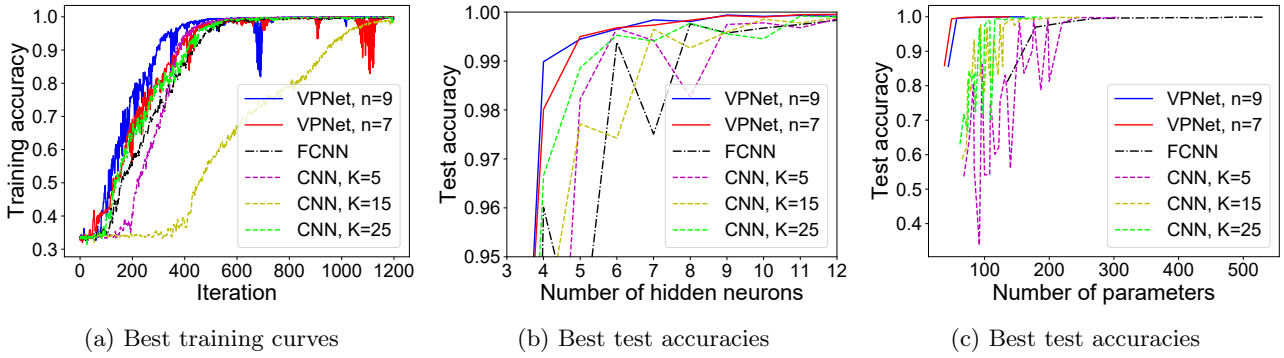 Training accuracy
1.0
0.9
0.8
0.7
0.6
0.5
0.4
0.3
VPNet, n=9
VPNet, n=7
FCNN
CNN, K=5
CNN, K=15
CNN, K=25
0 200 400 600 800 1000 1200
Iteration
(a) Best training curves
Test accuracy
1.00
0.99
0.98
0.97
0.96
0.95
VPNet, n=9
VPNet, n=7
FCNN
CNN, K=5
CNN, K=15
CNN, K=25
3 4 5 6 7 8 9 10 11 12
Number of hidden neurons
(b) Best test accuracies
Test accuracy
1.0
0.9
0.8
0.7
0.6
0.5
0.4
VPNet, n=9
VPNet, n=7
FCNN
CNN, K=5
CNN, K=15
CNN, K=25
100 200 300 400 500
Number of parameters
(c) Best test accuracies